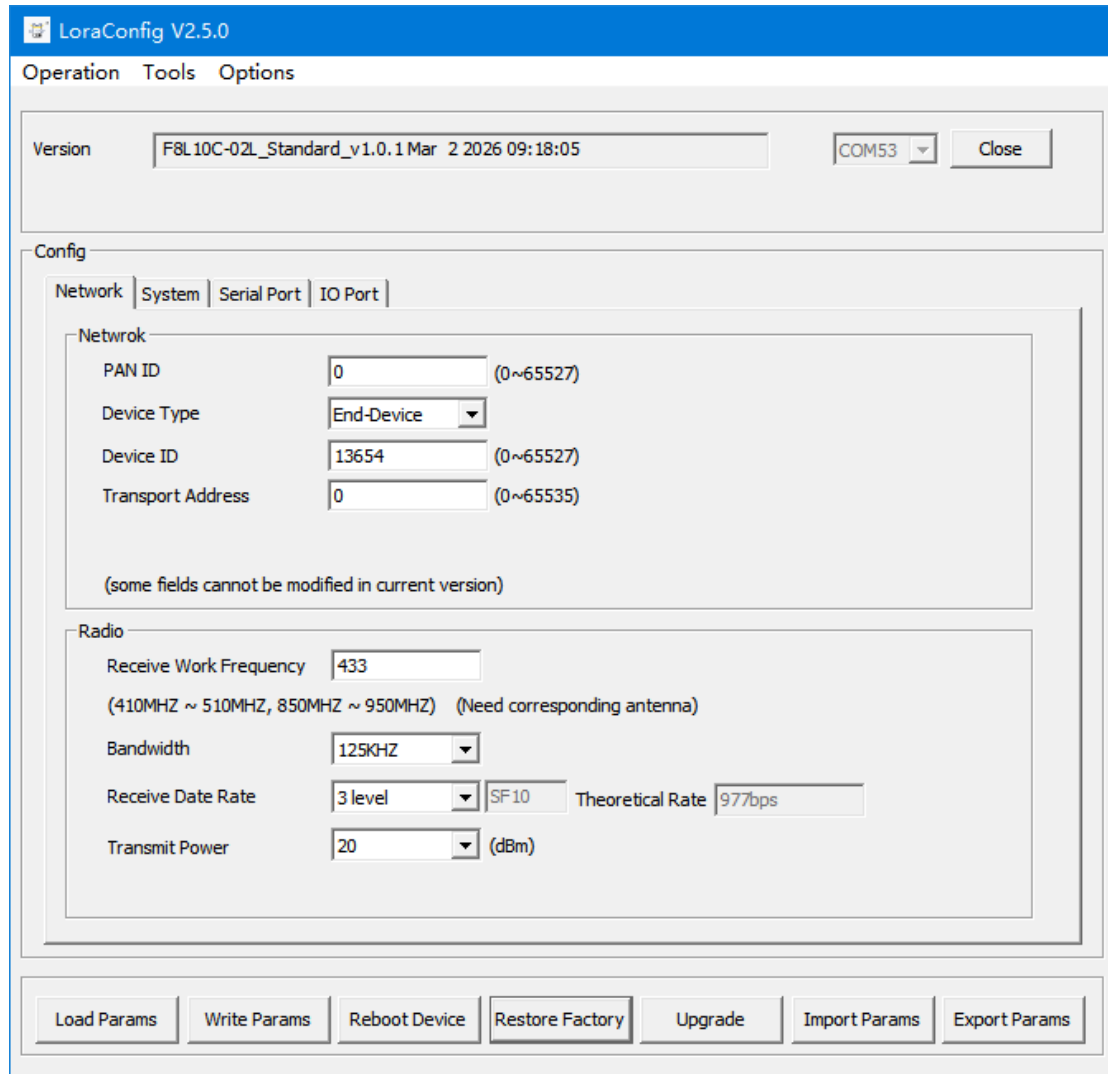 LoraConfig V2.5.0
Operation Tools Options
Version F8L10C-02L_Standard_v1.0.1 Mar 2 2026 09:18:05 COM53 Close
Config
Network System Serial Port IO Port
Netwrok
PAN ID 0 (0~65527)
Device Type End-Device
Device ID 13654 (0~65527)
Transport Address 0 (0~65535)
(some fields cannot be modified in current version)
Radio
Receive Work Frequency 433
(410MHZ ~ 510MHZ, 850MHZ ~ 950MHZ) (Need corresponding antenna)
Bandwidth 125KHZ
Receive Date Rate 3 level SF10 Theoretical Rate 977bps
Transmit Power 20 (dBm)
Load Params Write Params Reboot Device Restore Factory Upgrade Import Params Export Params